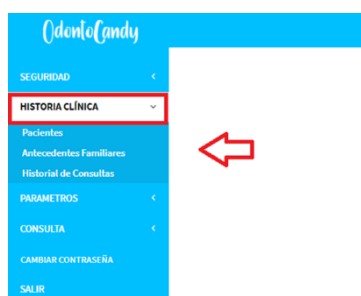 OdontoCandy
SEGURIDAD
HISTORIA CLÍNICA
Pacientes
Antecedentes Familiares
Historial de Consultas
PARAMETROS
CONSULTA
CAMBIAR CONTRASEÑA
SALIR